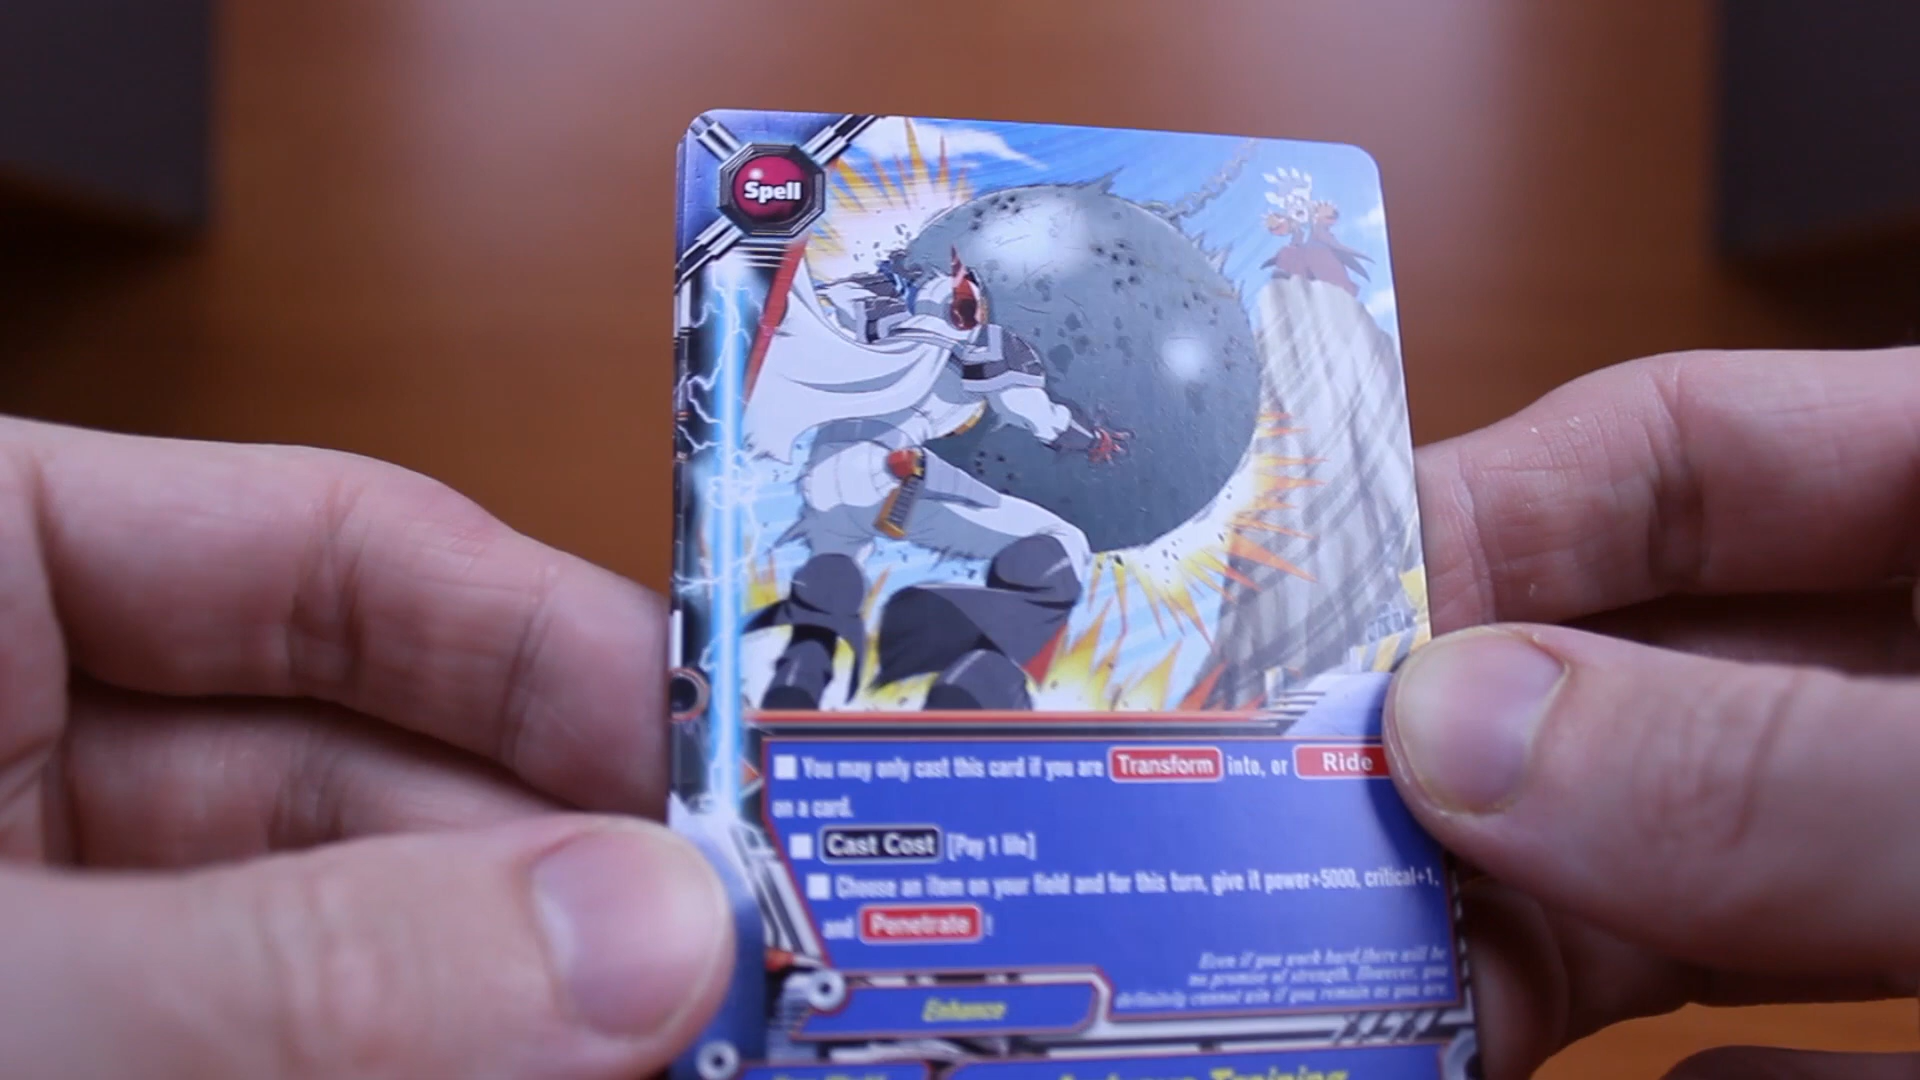 Spell
■ You may only cast this card if you are Transform into, or Ride
on a card.
■ Cast Cost [Pay 1 life]
■ Choose an item on your field and for this turn, give it power+5000, critical+1,
and Penetrate!
Even if you work hard, there will be
no promise of strength. However, you
definitely cannot win if you remain as you are.
Enhance
Training